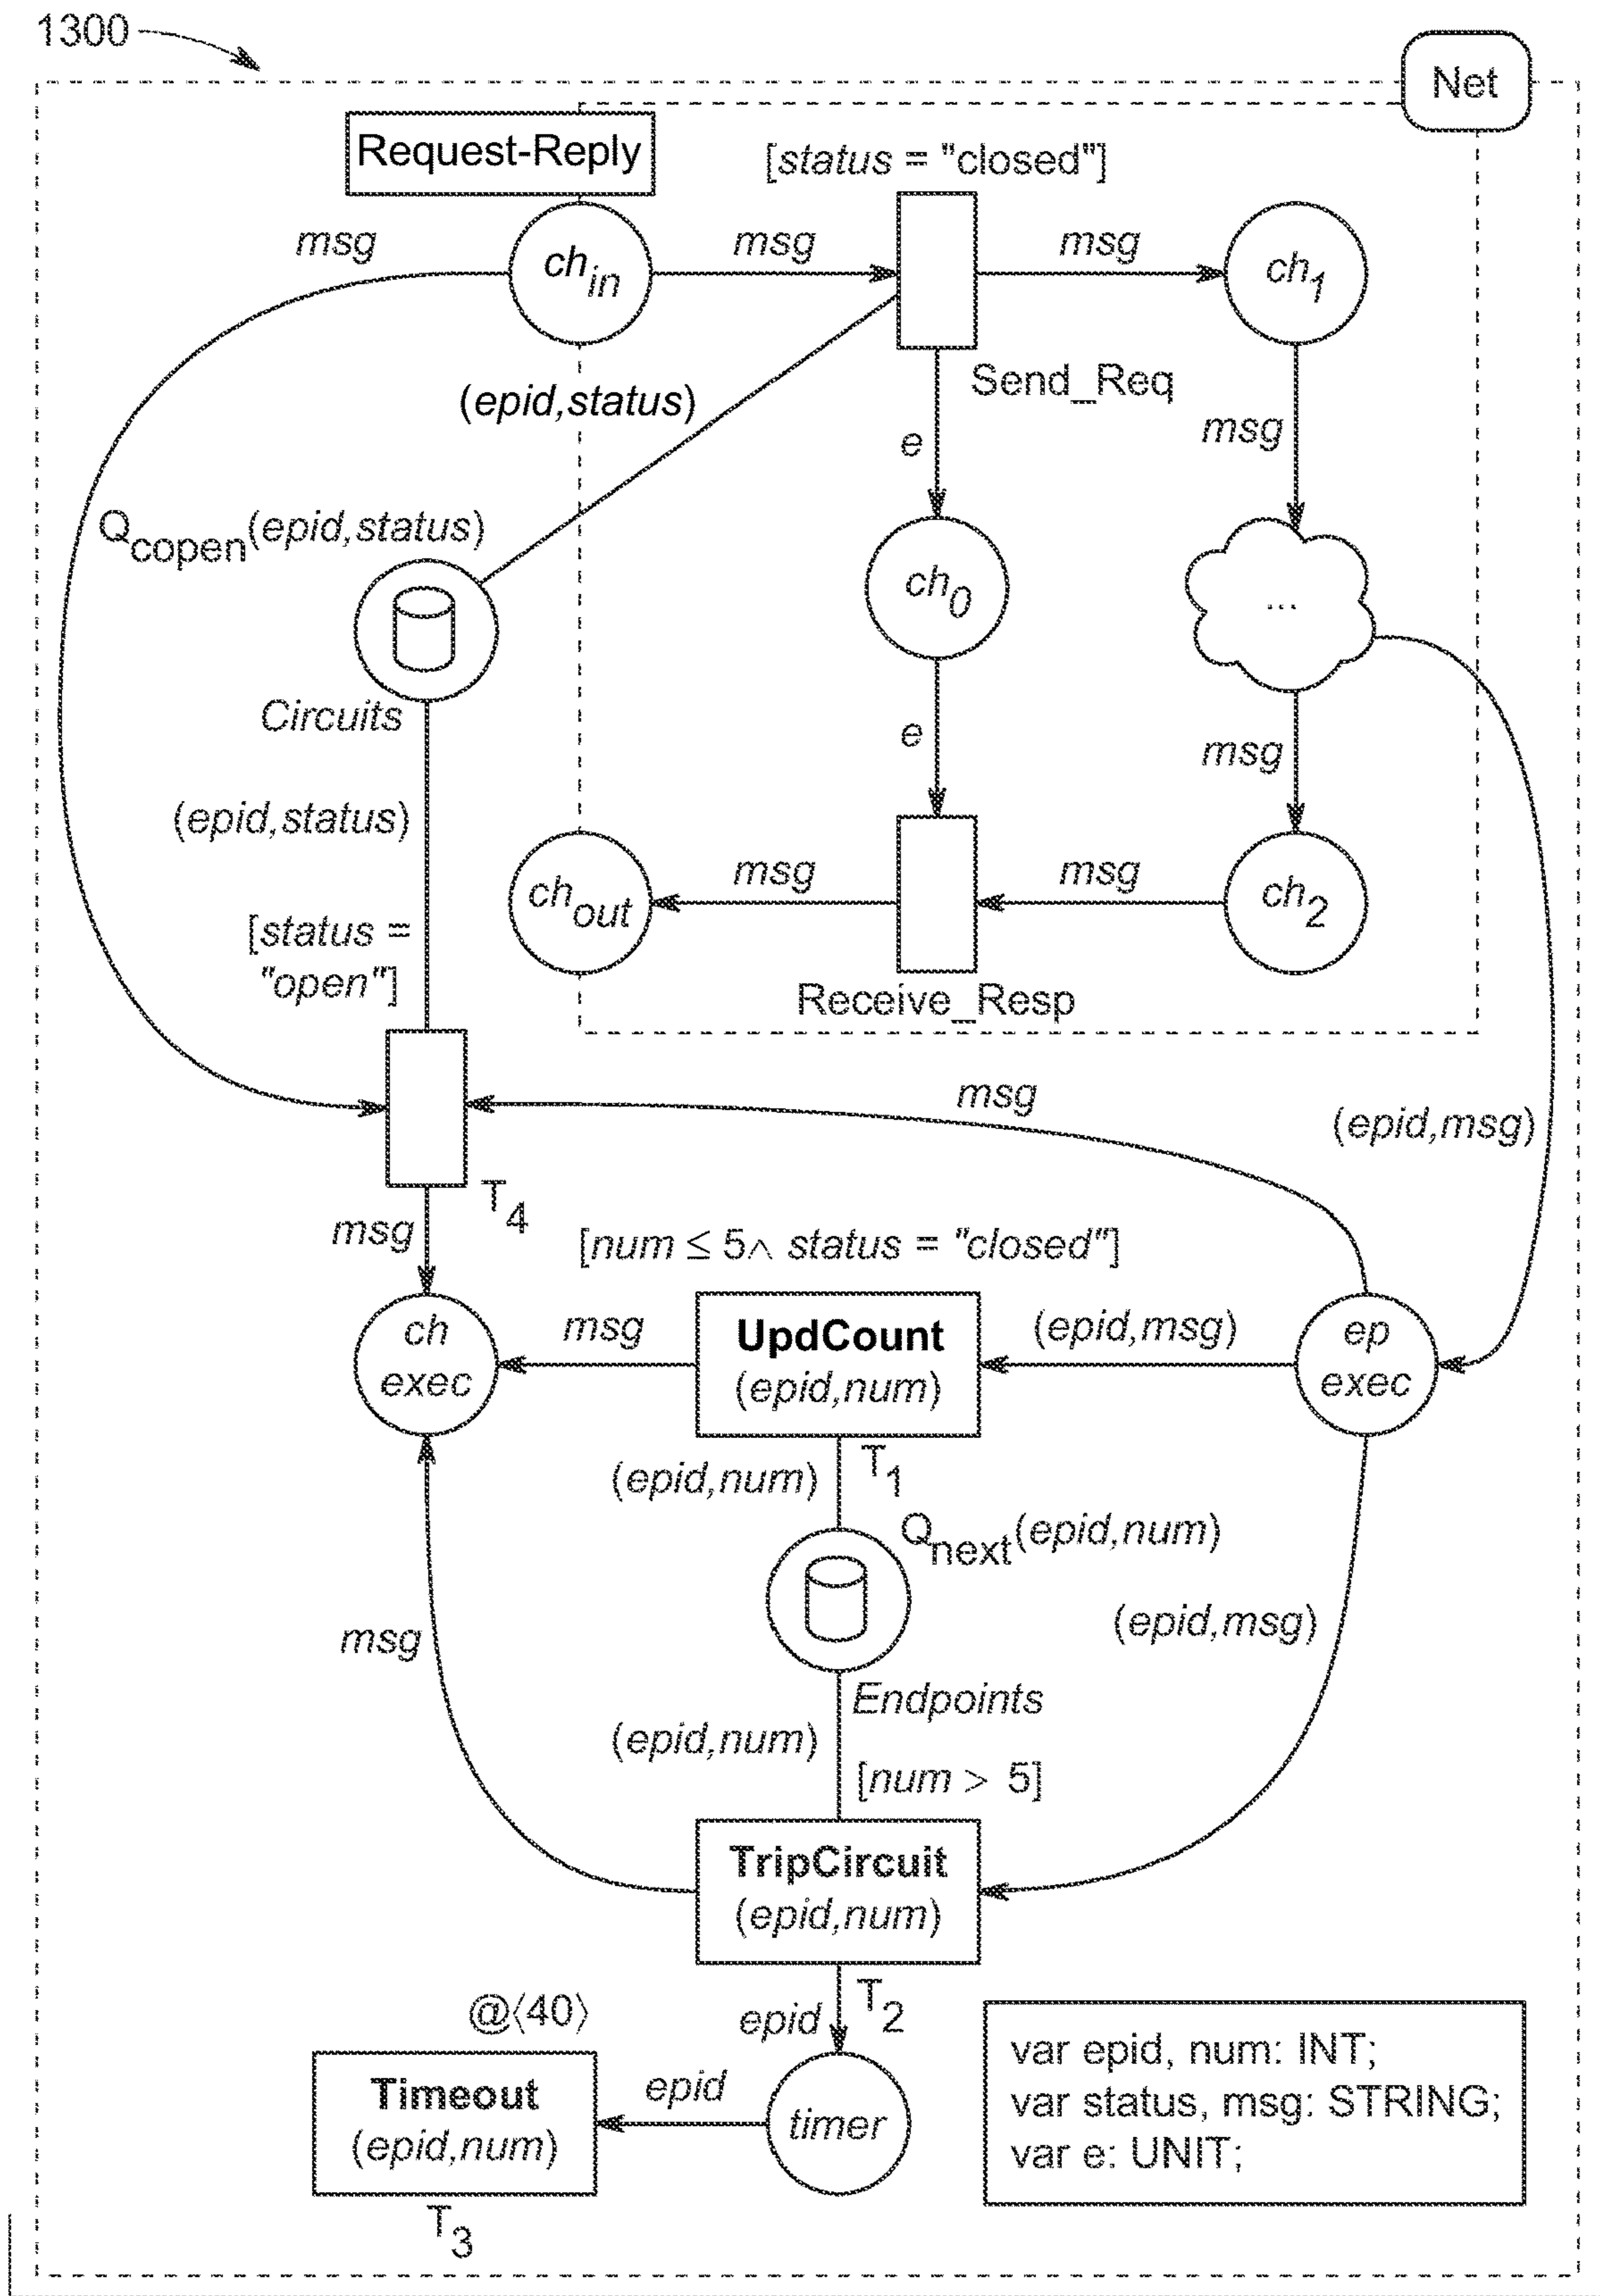 1300
Net
Request-Reply
[status = "closed"]
msg
ch_in
msg
msg
ch_1
Send_Req
(epid,status)
e
msg
Q_copen(epid,status)
ch_0
...
Circuits
e
msg
(epid,status)
ch_out
msg
msg
ch_2
[status =
"open"]
Receive_Resp
msg
(epid,msg)
T_4
msg
[num ≤ 5∧ status = "closed"]
ch
exec
msg
UpdCount
(epid,num)
(epid,msg)
ep
exec
(epid,num)
T_1
Q_next(epid,num)
msg
(epid,msg)
Endpoints
(epid,num)
[num > 5]
TripCircuit
(epid,num)
T_2
epid
@⟨40⟩
Timeout
(epid,num)
epid
timer
T_3
var epid, num: INT;
var status, msg: STRING;
var e: UNIT;